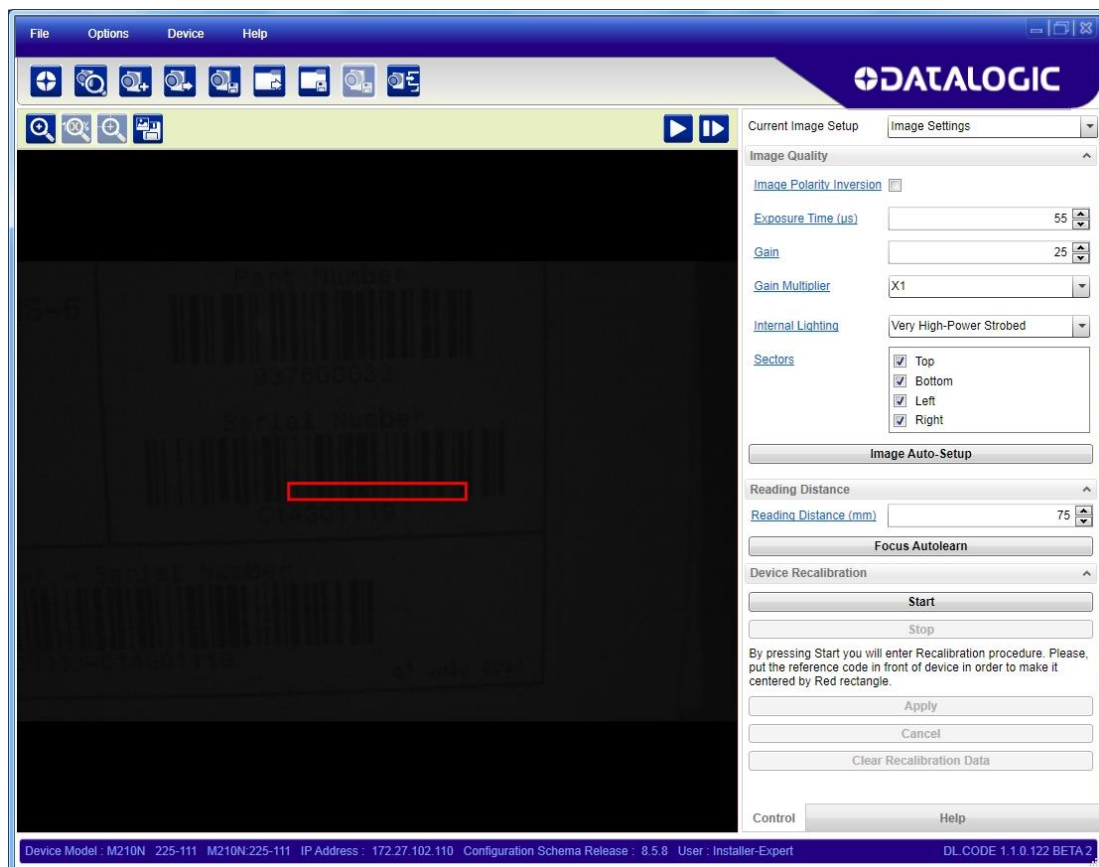 File Options Device Help
DATALOGIC
Current Image Setup Image Settings
Image Quality
Image Polarity Inversion
Exposure Time (µs) 55
Gain 25
Gain Multiplier X1
Internal Lighting Very High-Power Strobed
Sectors
Top
Bottom
Left
Right
Image Auto-Setup
Reading Distance
Reading Distance (mm) 75
Focus Autolearn
Device Recalibration
Start
Stop
By pressing Start you will enter Recalibration procedure. Please,
put the reference code in front of device in order to make it
centered by Red rectangle.
Apply
Cancel
Clear Recalibration Data
Control Help
Part Number
Serial Number
Serial Number
Device Model : M210N 225-111 M210N:225-111 IP Address : 172.27.102.110 Configuration Schema Release : 8.5.8 User : Installer-Expert DL.CODE 1.1.0.122 BETA 2